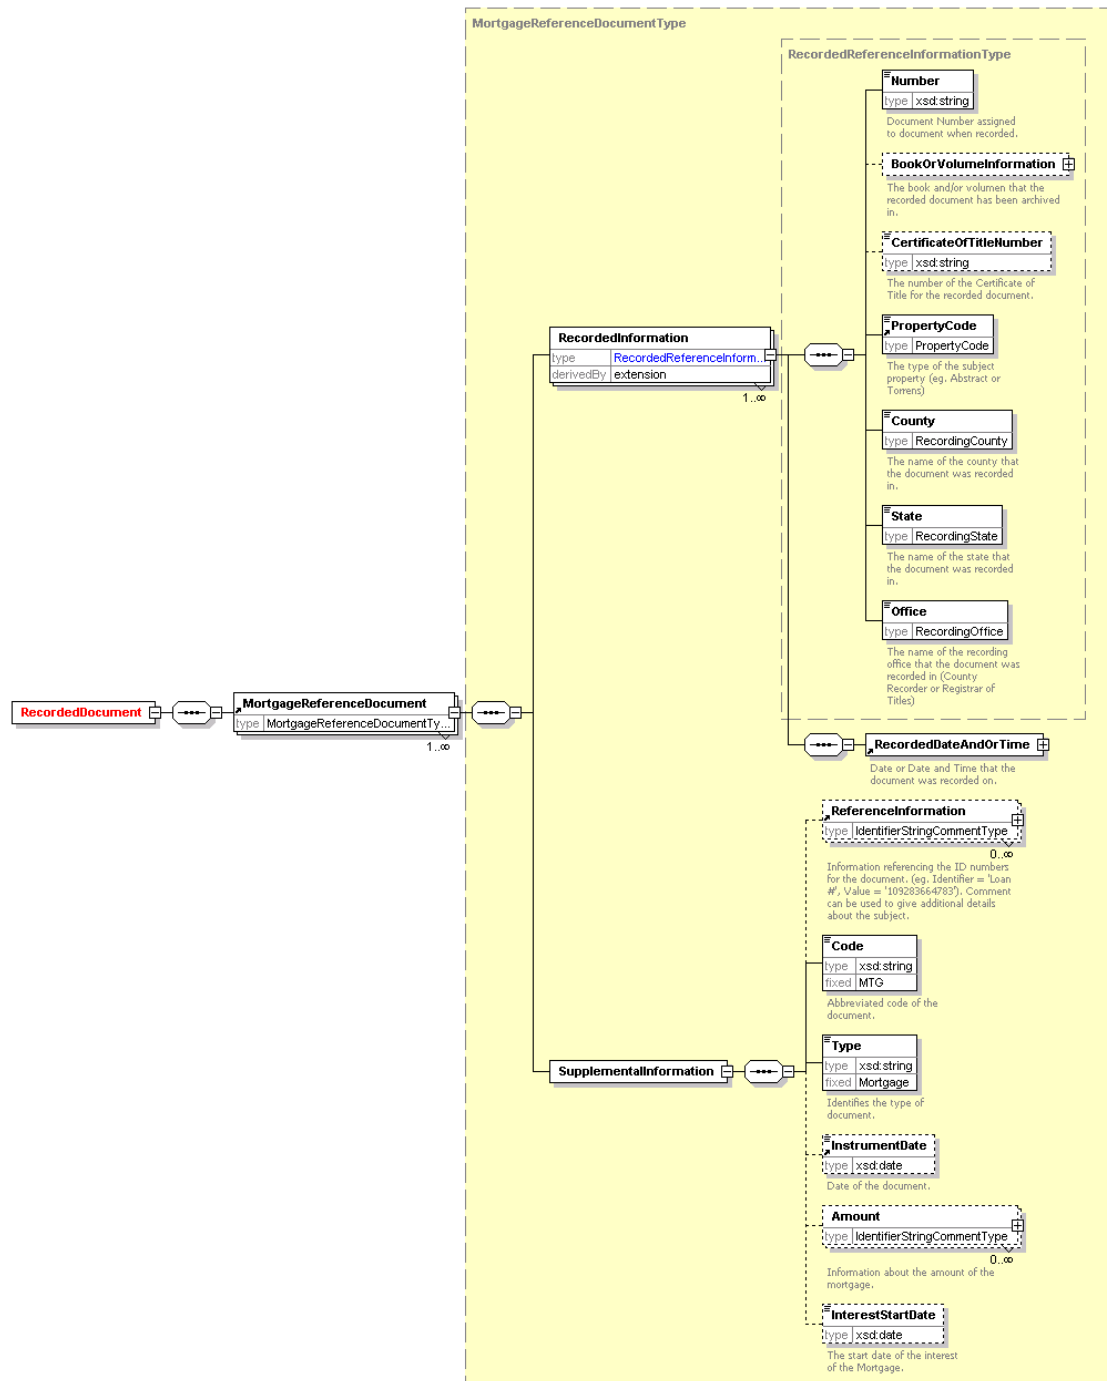 MortgageReferenceDocumentType
RecordedReferenceInformationType
Number
type xsd:string
Document Number assigned
to document when recorded.
BookOrVolumeInformation
The book and/or volumen that the
recorded document has been archived
in.
CertificateOfTitleNumber
type xsd:string
The number of the Certificate of
Title for the recorded document.
PropertyCode
type PropertyCode
The type of the subject
property (eg. Abstract or
Torrens)
RecordedInformation
type RecordedReferenceInform...
derivedBy extension
1..∞
County
type RecordingCounty
The name of the county that
the document was recorded
in.
State
type RecordingState
The name of the state that
the document was recorded
in.
Office
type RecordingOffice
The name of the recording
office that the document was
recorded in (County
Recorder or Registrar of
Titles)
RecordedDocument
MortgageReferenceDocument
type MortgageReferenceDocumentTy...
1..∞
RecordedDateAndOrTime
Date or Date and Time that the
document was recorded on.
ReferenceInformation
type IdentifierStringCommentType
0..∞
Information referencing the ID numbers
for the document. (eg. Identifier = 'Loan
#', Value = '109283664783'). Comment
can be used to give additional details
about the subject.
Code
type xsd:string
fixed MTG
Abbreviated code of the
document.
Type
type xsd:string
fixed Mortgage
Identifies the type of
document.
SupplementalInformation
InstrumentDate
type xsd:date
Date of the document.
Amount
type IdentifierStringCommentType
0..∞
Information about the amount of the
mortgage.
InterestStartDate
type xsd:date
The start date of the interest
of the Mortgage.